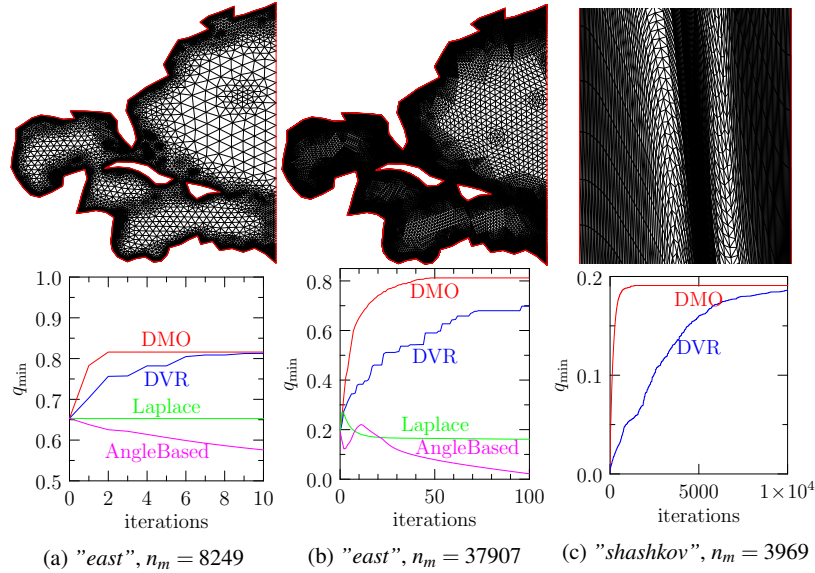 1.0
0.9
0.8
0.7
0.6
0.5
q_min
DMO
DVR
Laplace
AngleBased
0 2 4 6 8 10
iterations
0.8
0.6
0.4
0.2
0.0
q_min
DMO
DVR
Laplace
AngleBased
0 50 100
iterations
0.2
0.1
0
q_min
DMO
DVR
0 5000 1×10^4
iterations
(a) "east", n_m = 8249
(b) "east", n_m = 37907
(c) "shashkov", n_m = 3969